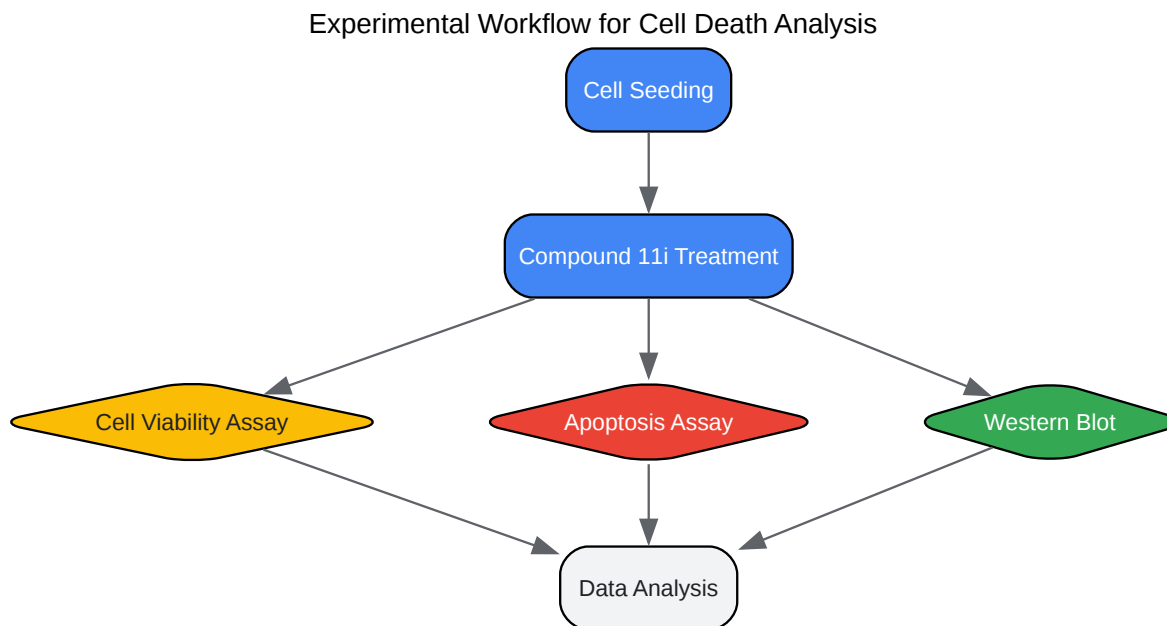 Experimental Workflow for Cell Death Analysis
Cell Seeding
Compound 11i Treatment
Cell Viability Assay
Apoptosis Assay
Western Blot
Data Analysis